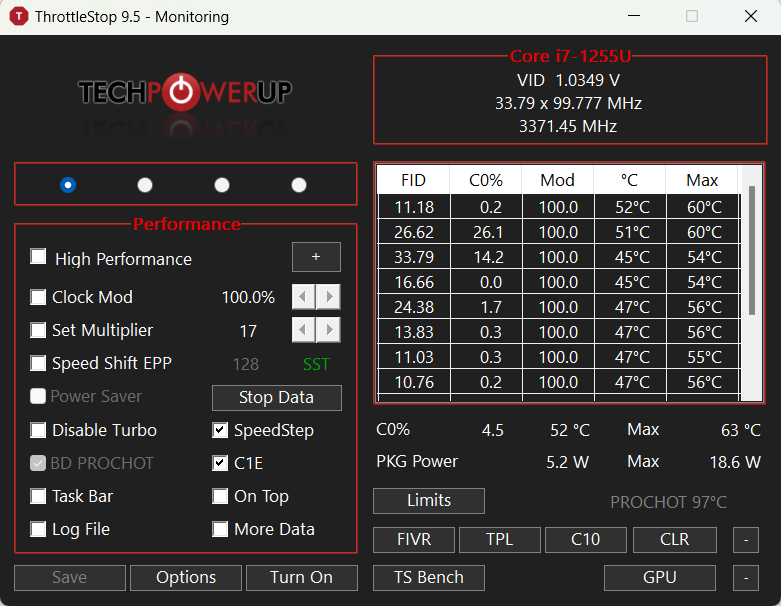 ThrottleStop 9.5 - Monitoring
TECHPOWERUP
Core i7-1255U
VID 1.0349 V
33.79 x 99.777 MHz
3371.45 MHz
Performance
High Performance +
Clock Mod 100.0%
Set Multiplier 17
Speed Shift EPP 128 SST
Power Saver Stop Data
Disable Turbo SpeedStep
BD PROCHOT C1E
Task Bar On Top
Log File More Data
Save Options Turn On
FID C0% Mod °C Max
11.18 0.2 100.0 52°C 60°C
26.62 26.1 100.0 51°C 60°C
33.79 14.2 100.0 45°C 54°C
16.66 0.0 100.0 45°C 54°C
24.38 1.7 100.0 47°C 56°C
13.83 0.3 100.0 47°C 56°C
11.03 0.3 100.0 47°C 55°C
10.76 0.2 100.0 47°C 56°C
C0% 4.5 52 °C Max 63 °C
PKG Power 5.2 W Max 18.6 W
Limits PROCHOT 97°C
FIVR TPL C10 CLR -
TS Bench GPU -